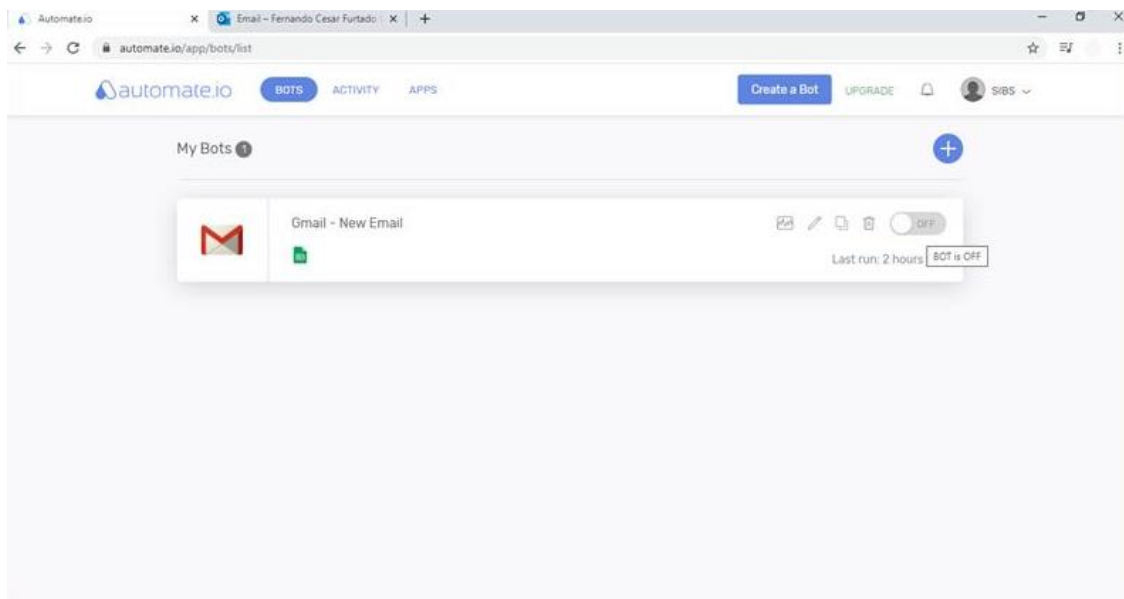 Automate.io
Email – Fernando Cesar Furtado
automate.io/app/bots/list
automate.io BOTS ACTIVITY APPS Create a Bot UPGRADE SIBS
My Bots 1
Gmail - New Email OFF
Last run: 2 hours
BOT is OFF